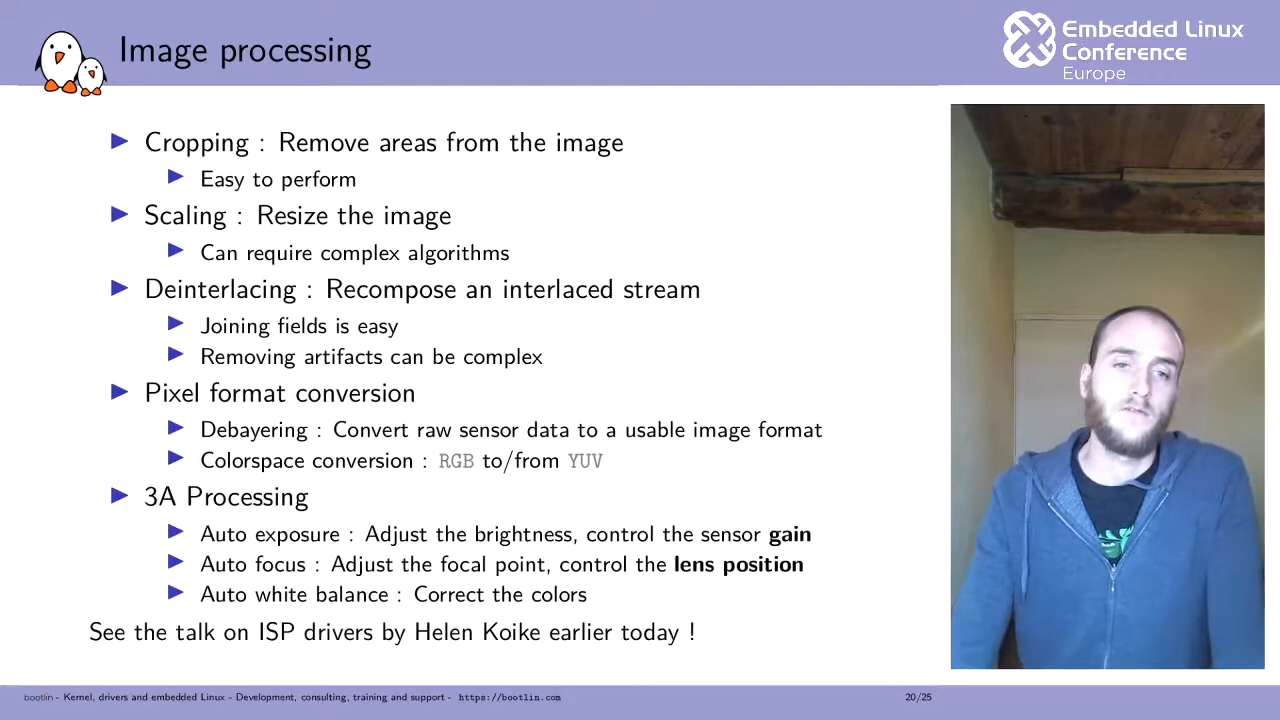 Image processing
Embedded Linux
Conference
Europe
Cropping : Remove areas from the image
Easy to perform
Scaling : Resize the image
Can require complex algorithms
Deinterlacing : Recompose an interlaced stream
Joining fields is easy
Removing artifacts can be complex
Pixel format conversion
Debayering : Convert raw sensor data to a usable image format
Colorspace conversion : RGB to/from YUV
3A Processing
Auto exposure : Adjust the brightness, control the sensor gain
Auto focus : Adjust the focal point, control the lens position
Auto white balance : Correct the colors
See the talk on ISP drivers by Helen Koike earlier today !
bootlin - Kernel, drivers and embedded Linux - Development, consulting, training and support - https://bootlin.com
20/25